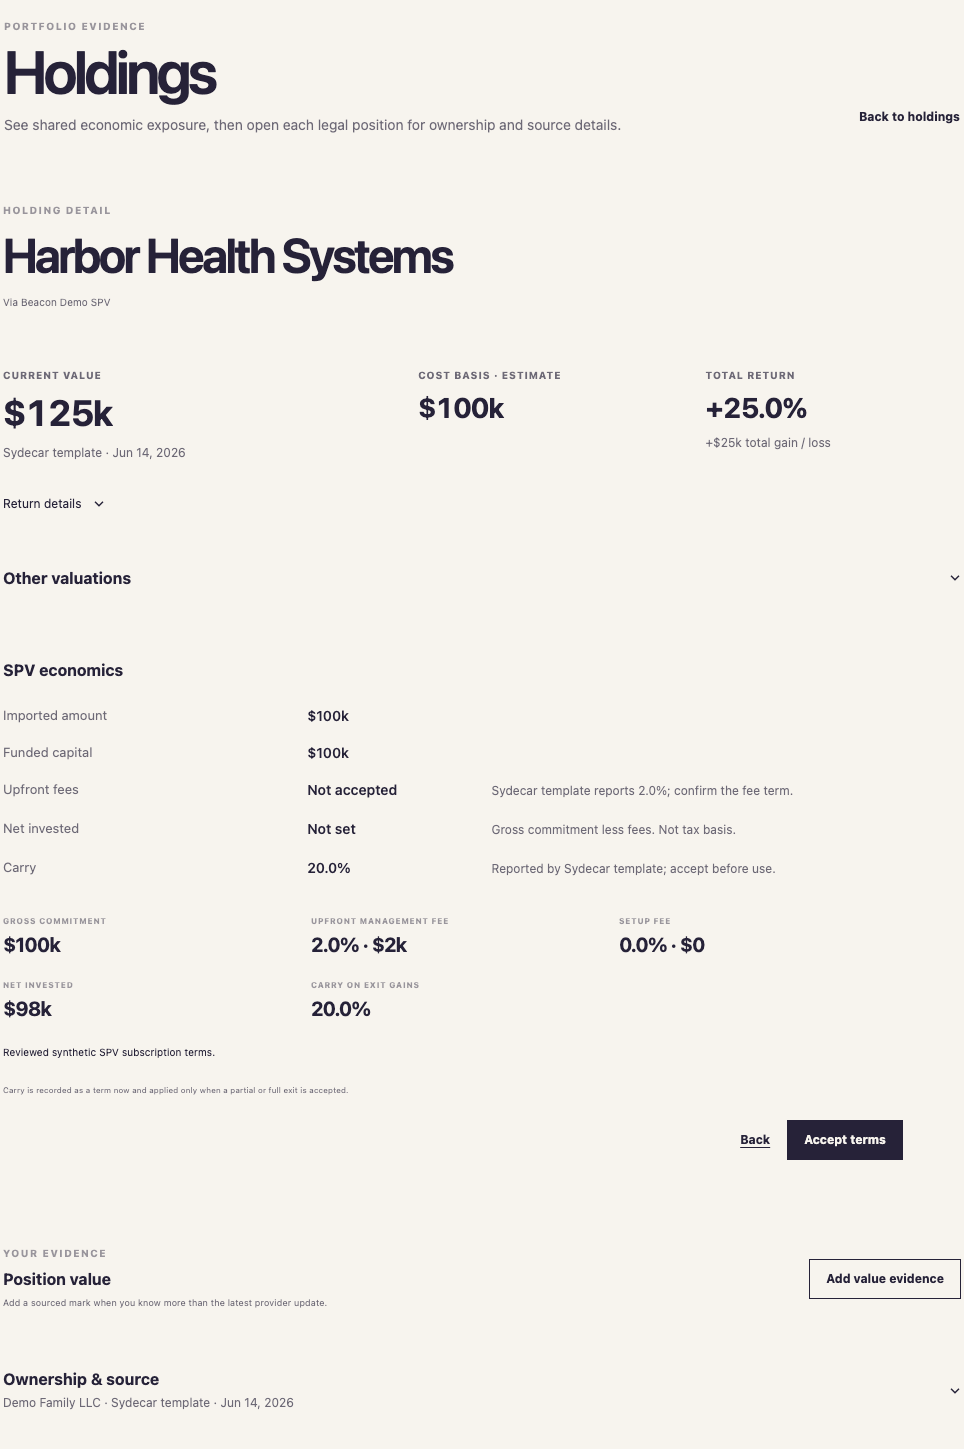 PORTFOLIO EVIDENCE
Holdings
See shared economic exposure, then open each legal position for ownership and source details.
Back to holdings
HOLDING DETAIL
Harbor Health Systems
Via Beacon Demo SPV
CURRENT VALUE
$125k
Sydecar template · Jun 14, 2026
COST BASIS · ESTIMATE
$100k
TOTAL RETURN
+25.0%
+$25k total gain / loss
Return details
Other valuations
SPV economics
Imported amount $100k
Funded capital $100k
Upfront fees Not accepted Sydecar template reports 2.0%; confirm the fee term.
Net invested Not set Gross commitment less fees. Not tax basis.
Carry 20.0% Reported by Sydecar template; accept before use.
GROSS COMMITMENT
$100k
UPFRONT MANAGEMENT FEE
2.0% · $2k
SETUP FEE
0.0% · $0
NET INVESTED
$98k
CARRY ON EXIT GAINS
20.0%
Reviewed synthetic SPV subscription terms.
Carry is recorded as a term now and applied only when a partial or full exit is accepted.
Back
Accept terms
YOUR EVIDENCE
Position value
Add a sourced mark when you know more than the latest provider update.
Add value evidence
Ownership & source
Demo Family LLC · Sydecar template · Jun 14, 2026